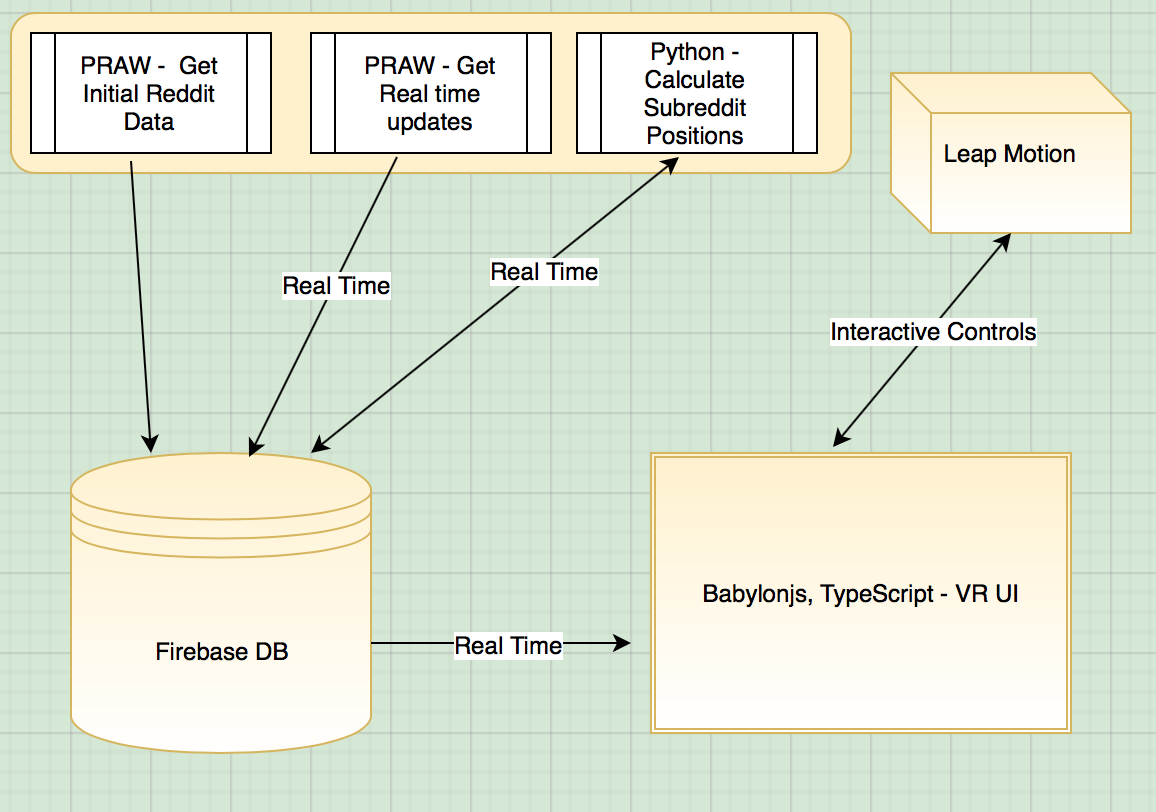 PRAW - Get
Initial Reddit
Data
PRAW - Get
Real time
updates
Python -
Calculate
Subreddit
Positions
Leap Motion
Real Time
Real Time
Interactive Controls
Babylonjs, TypeScript - VR UI
Firebase DB
Real Time